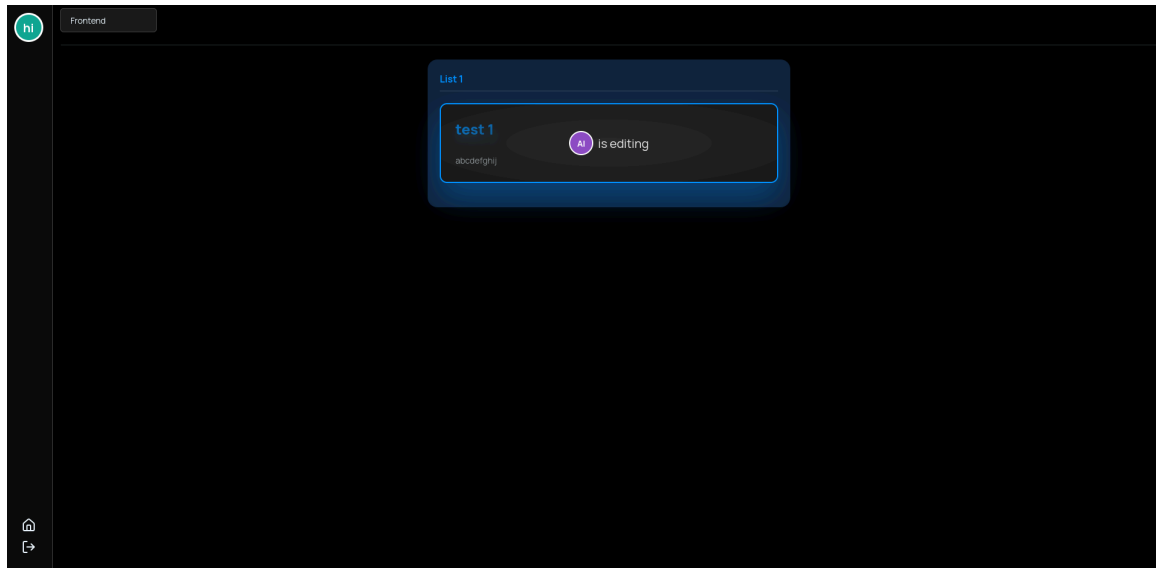 hi
Frontend
List 1
test 1
AI is editing
abcdefghij